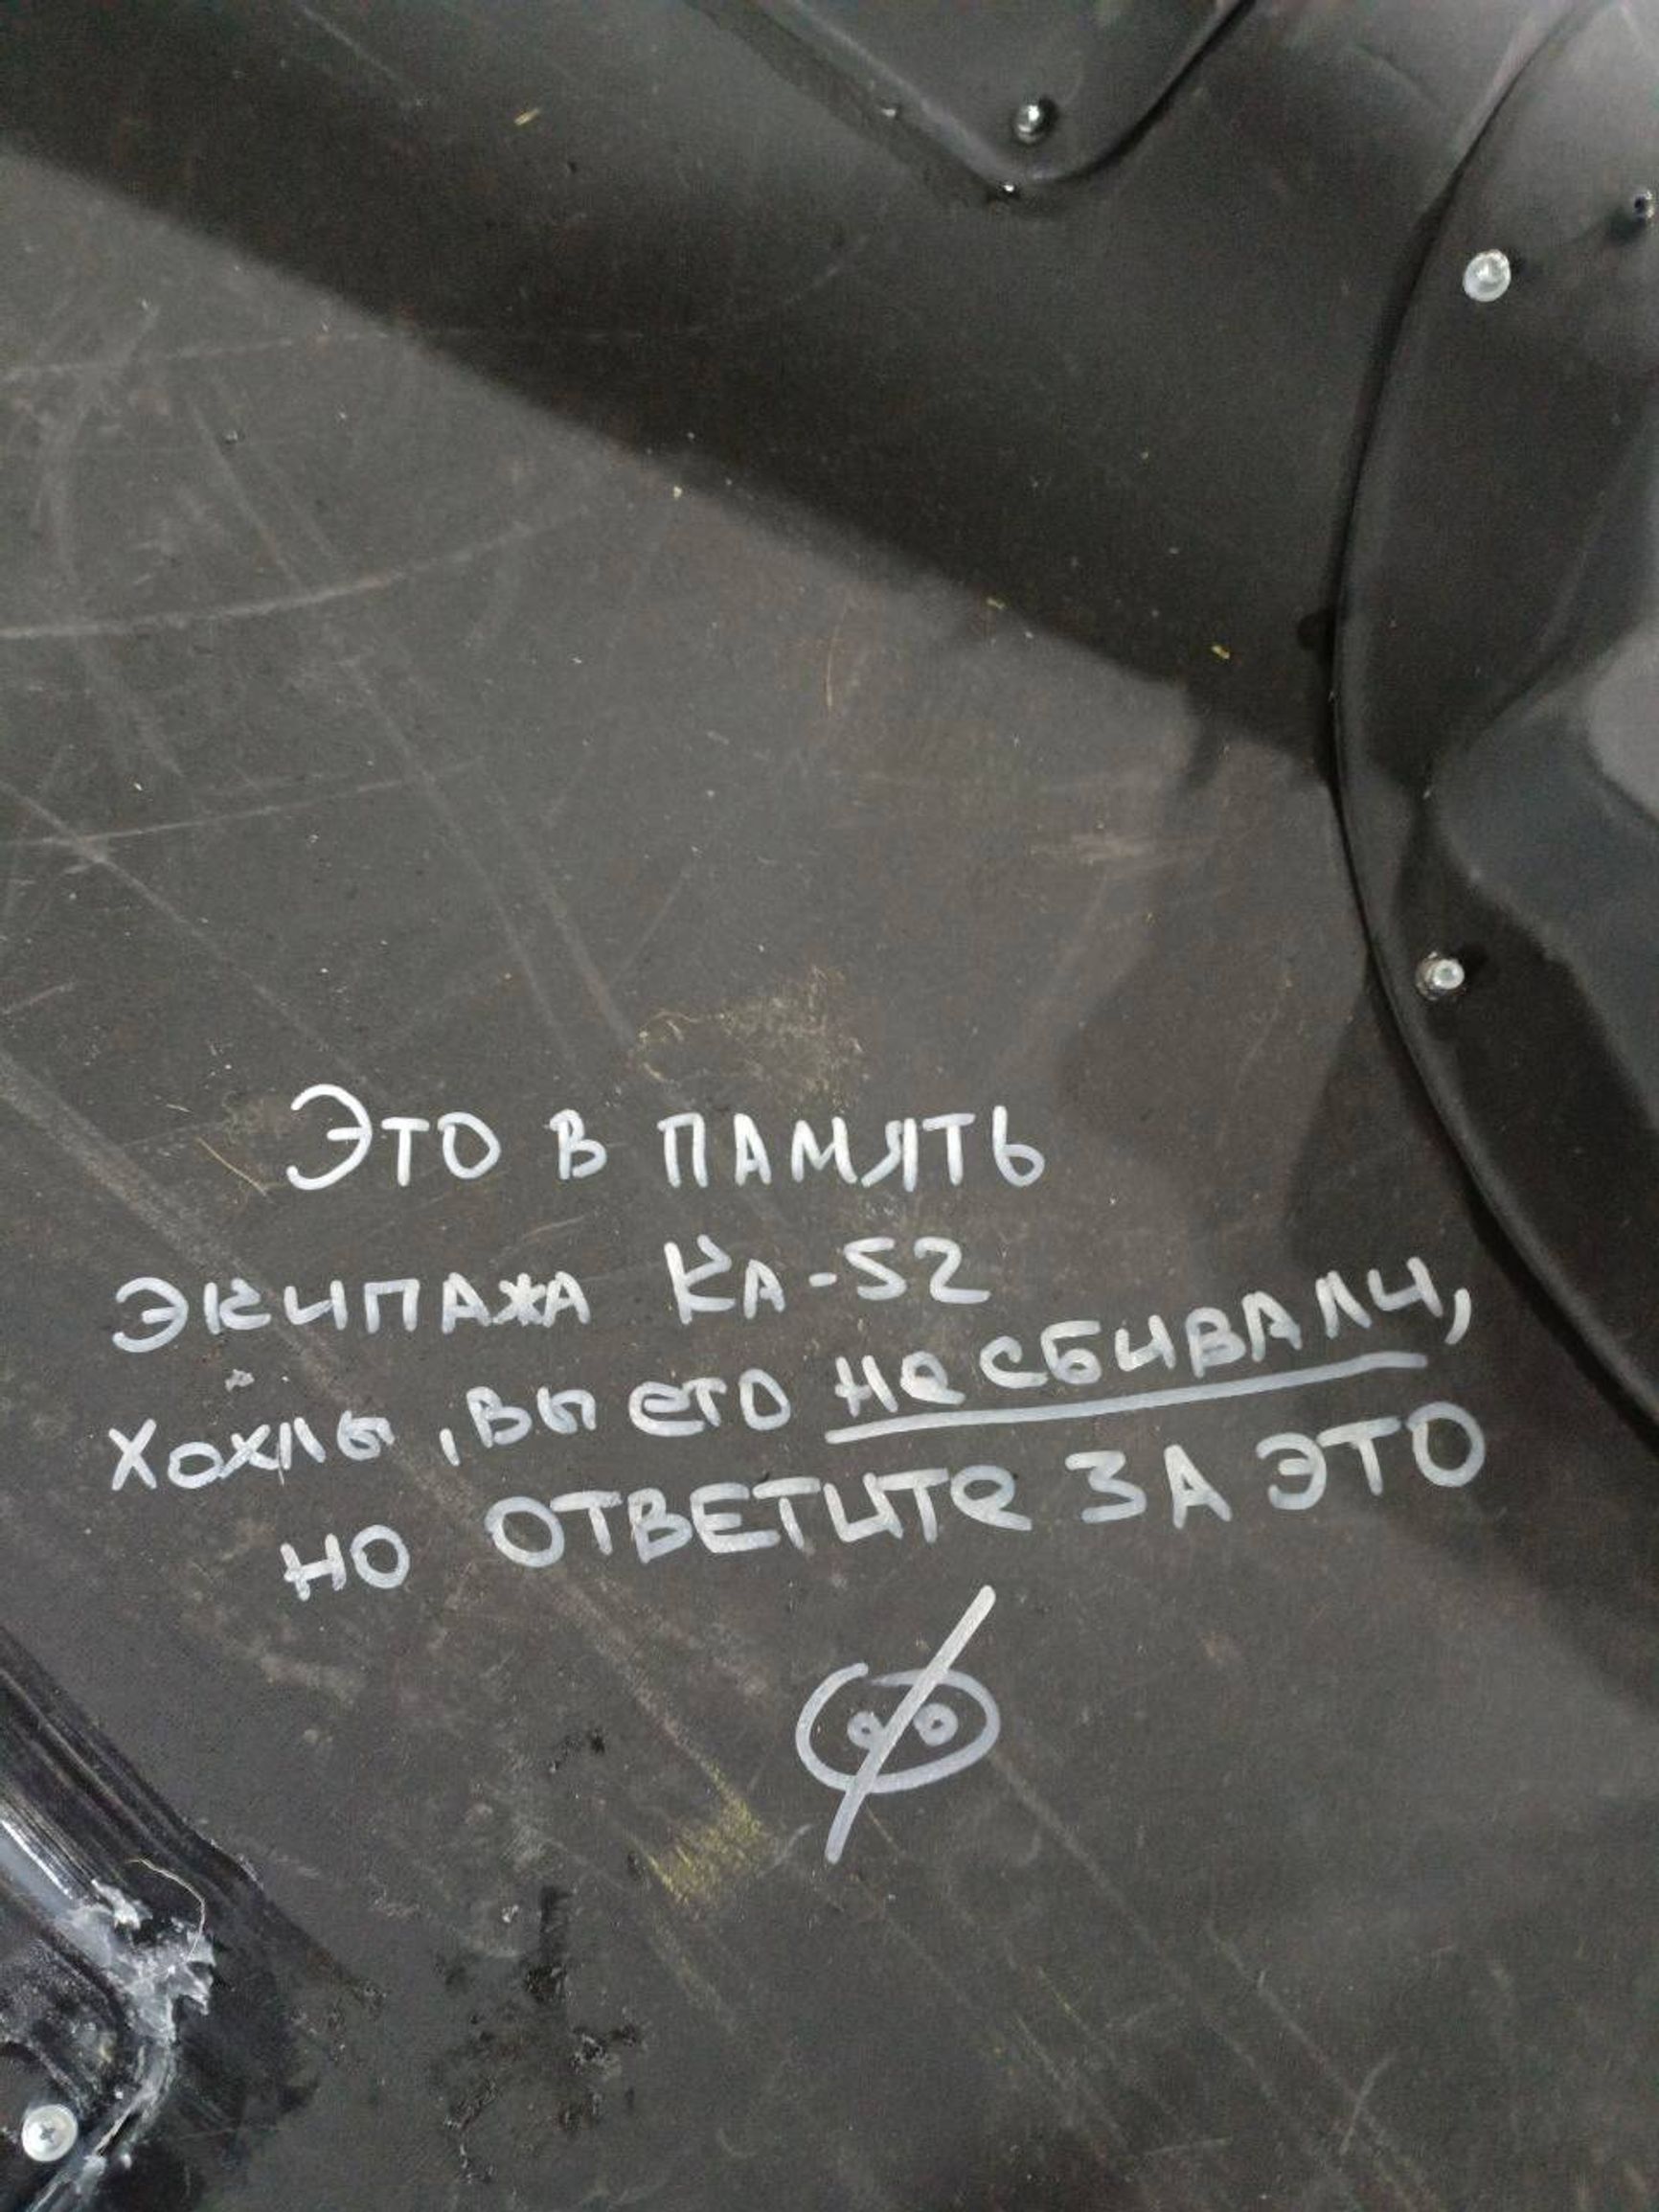 Это в память
экипажа Ка-52
Хохлы, вы его не сбивали,
но ответите за это